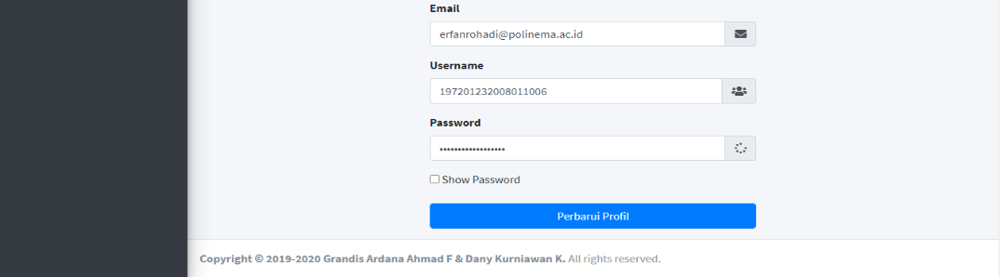 Email
erfanrohadi@polinema.ac.id
Username
197201232008011006
Password
••••••••••••••••••
Show Password
Perbarui Profil
Copyright © 2019-2020 Grandis Ardana Ahmad F & Dany Kurniawan K. All rights reserved.